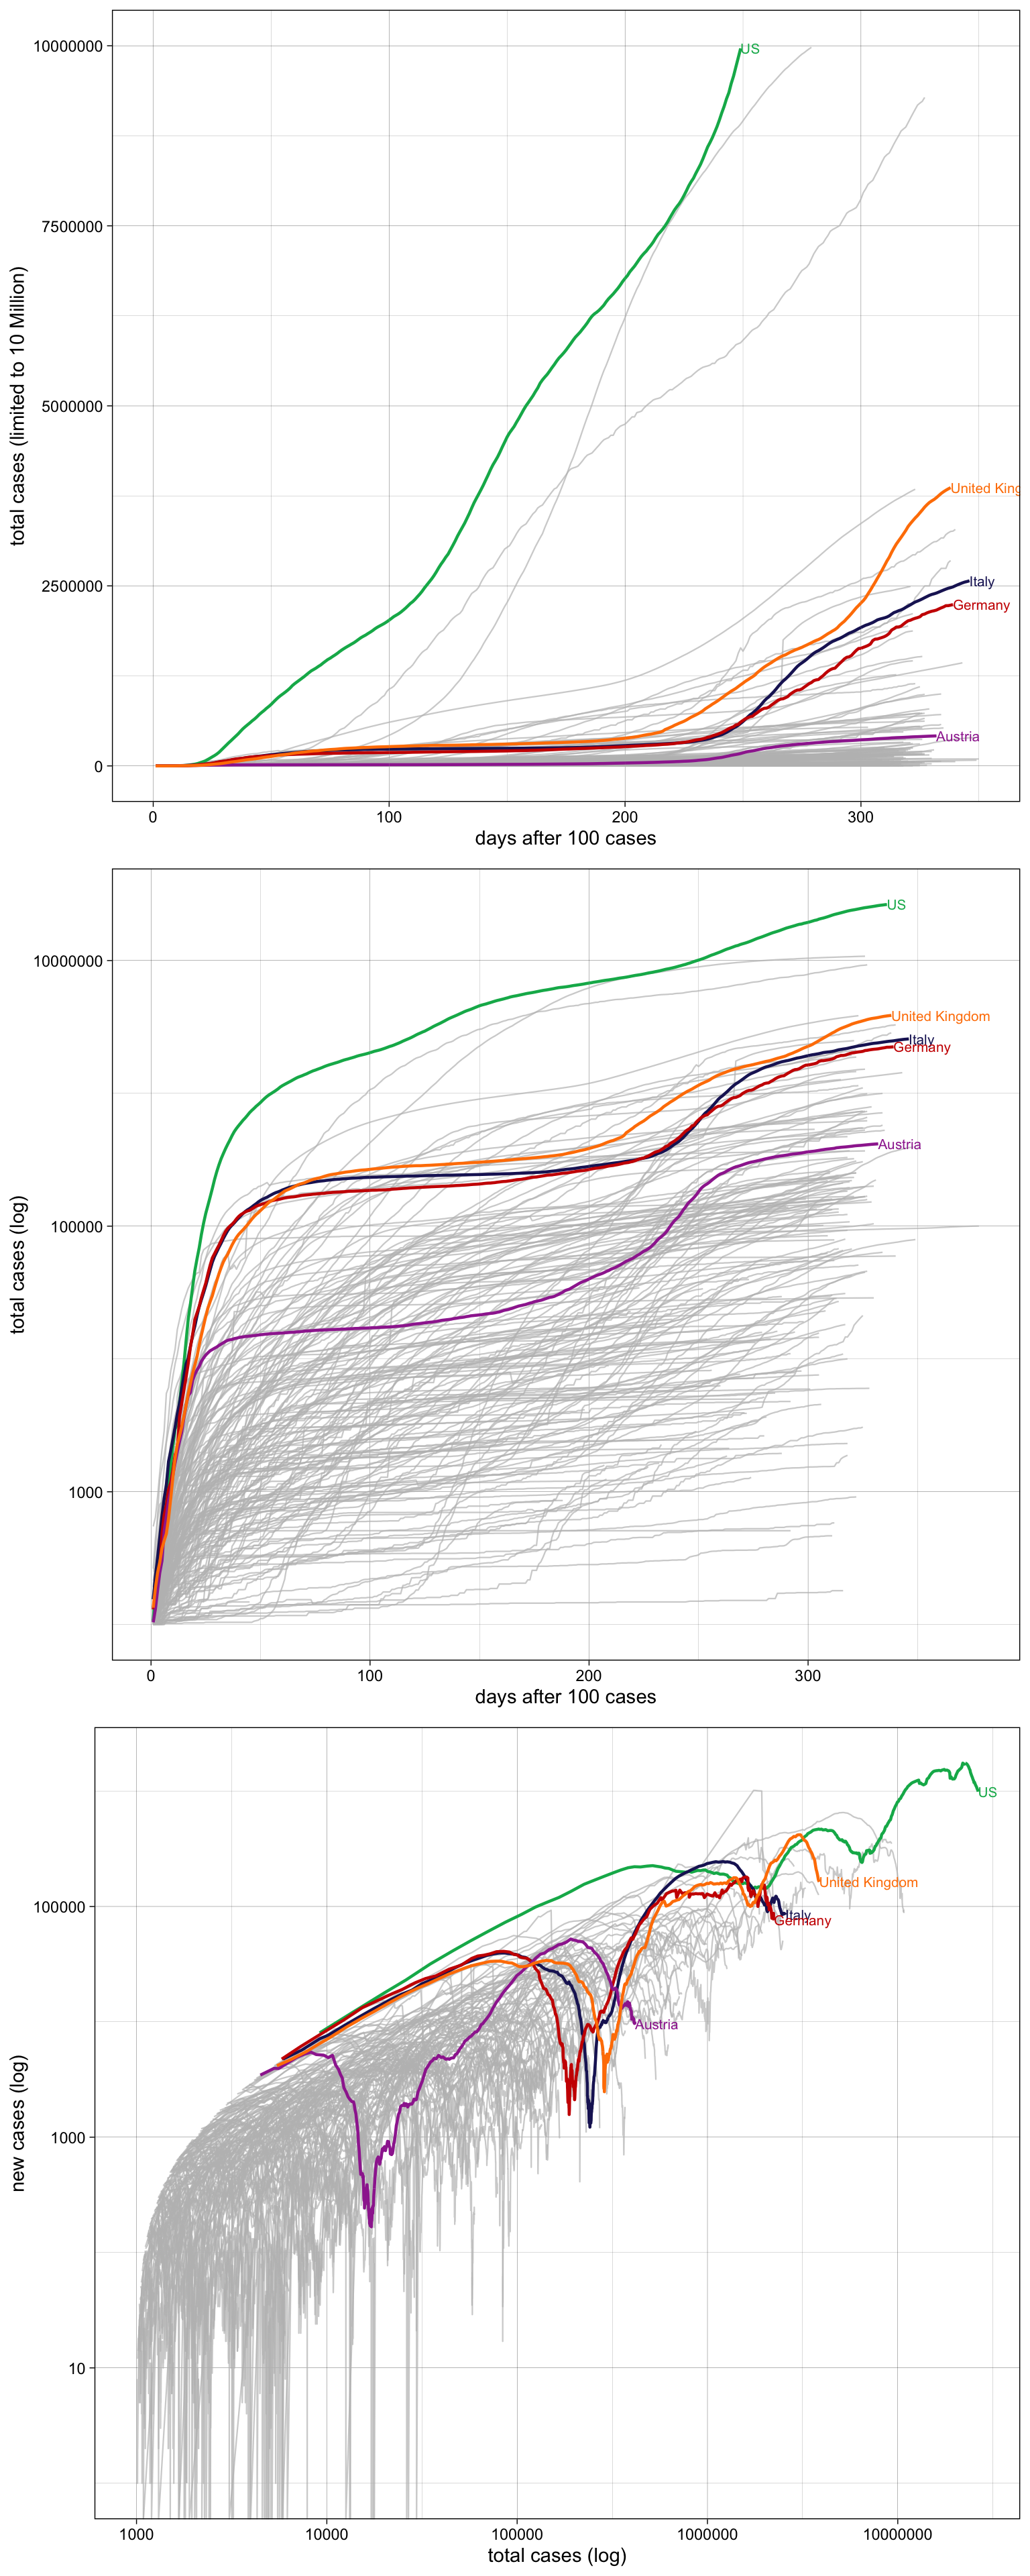 total cases (limited to 10 Million)
10000000
7500000
5000000
2500000
0
US
United King
Italy
Germany
Austria
0 100 200 300
days after 100 cases
total cases (log)
10000000
100000
1000
US
United Kingdom
Italy
Germany
Austria
0 100 200 300
days after 100 cases
new cases (log)
100000
1000
10
US
United Kingdom
Italy
Germany
Austria
1000 10000 100000 1000000 10000000
total cases (log)